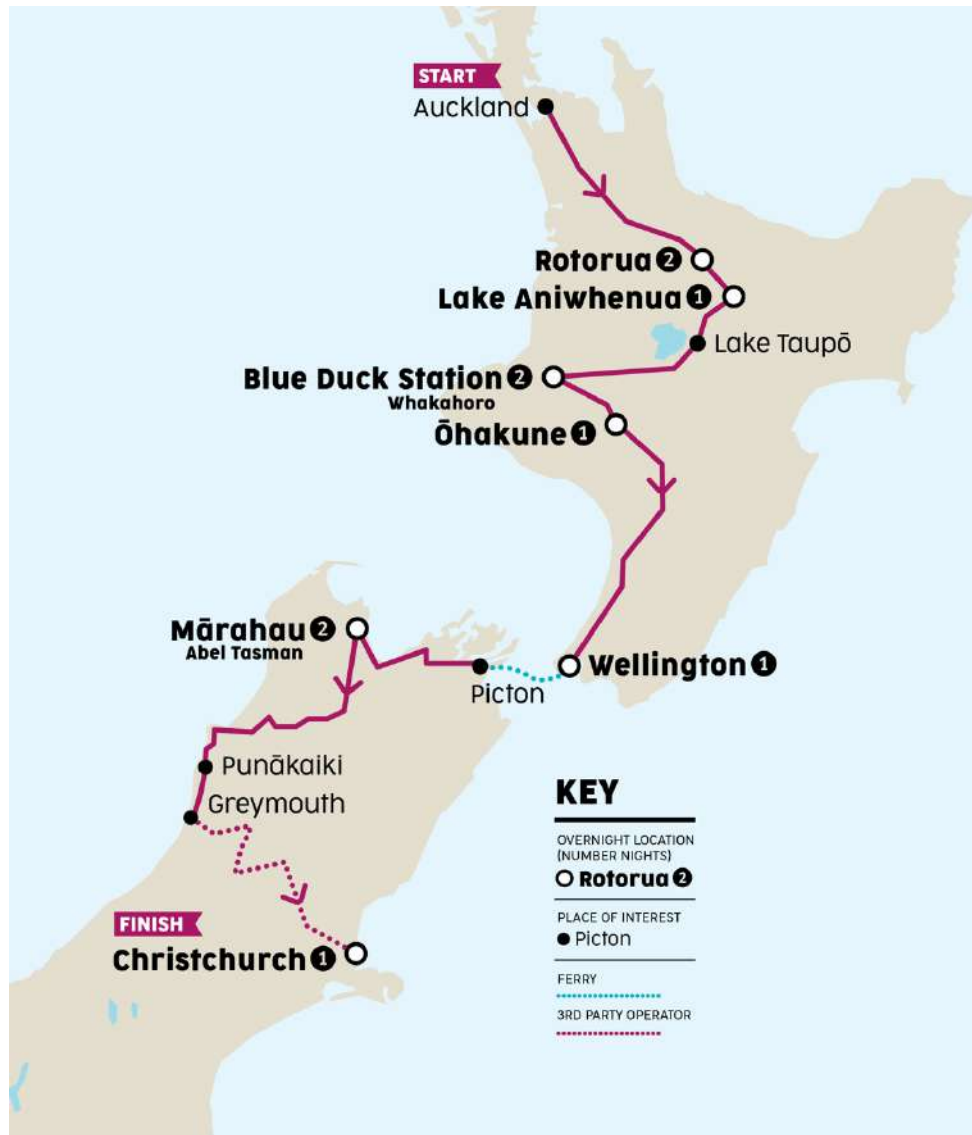 START
Auckland
Rotorua 2
Lake Aniwhenua 1
Lake Taupō
Blue Duck Station 2
Whakahoro
Ōhakune 1
Mārahau 2
Abel Tasman
Wellington 1
Picton
Punākaiki
Greymouth
FINISH
Christchurch 1
KEY
OVERNIGHT LOCATION
(NUMBER NIGHTS)
Rotorua 2
PLACE OF INTEREST
Picton
FERRY
3RD PARTY OPERATOR